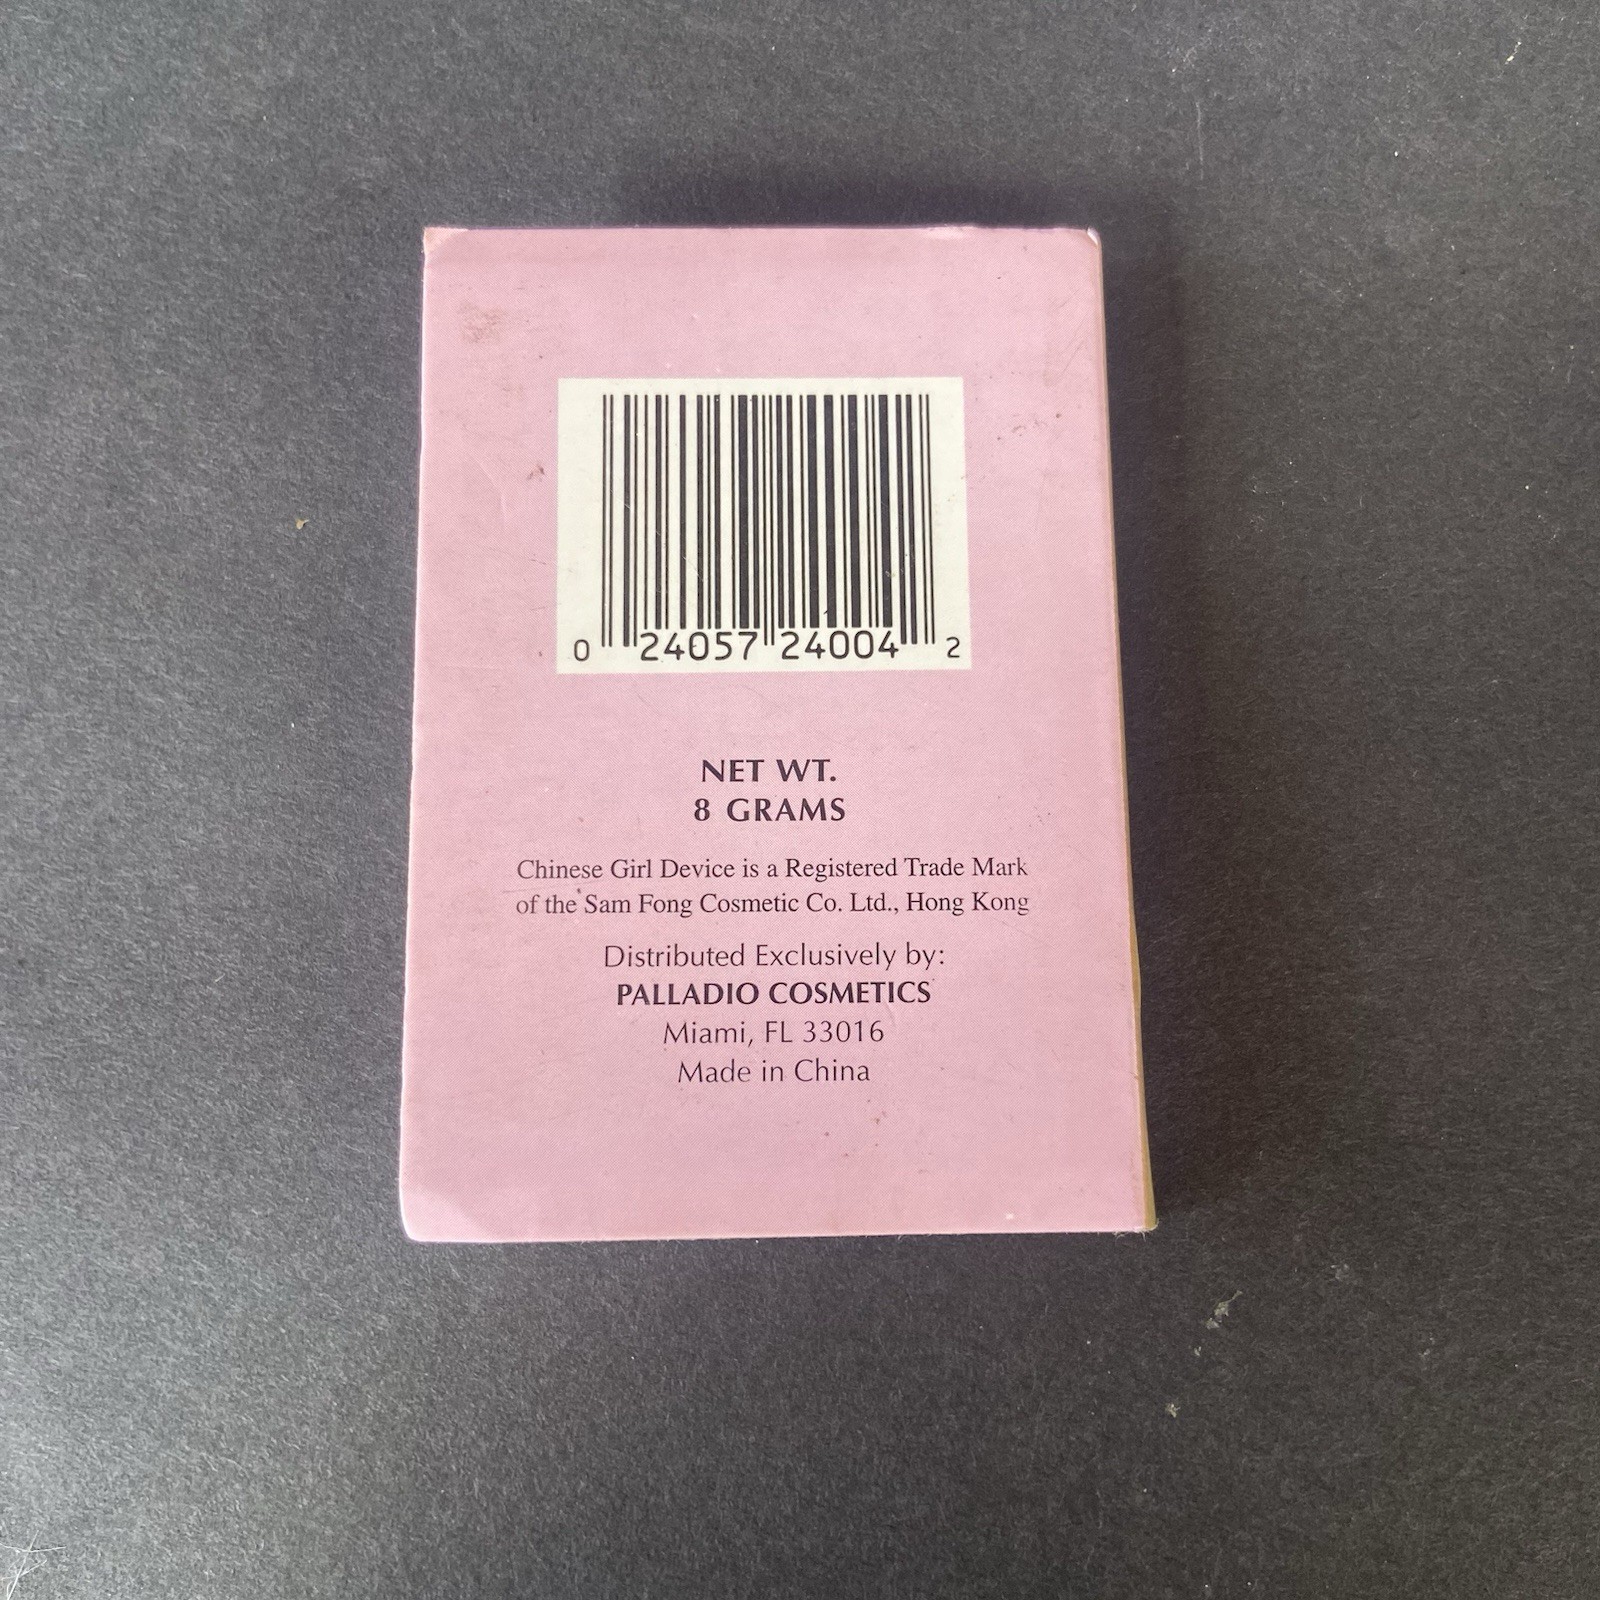 0 24057 24004 2
NET WT.
8 GRAMS
Chinese Girl Device is a Registered Trade Mark
of the Sam Fong Cosmetic Co. Ltd., Hong Kong
Distributed Exclusively by:
PALLADIO COSMETICS
Miami, FL 33016
Made in China